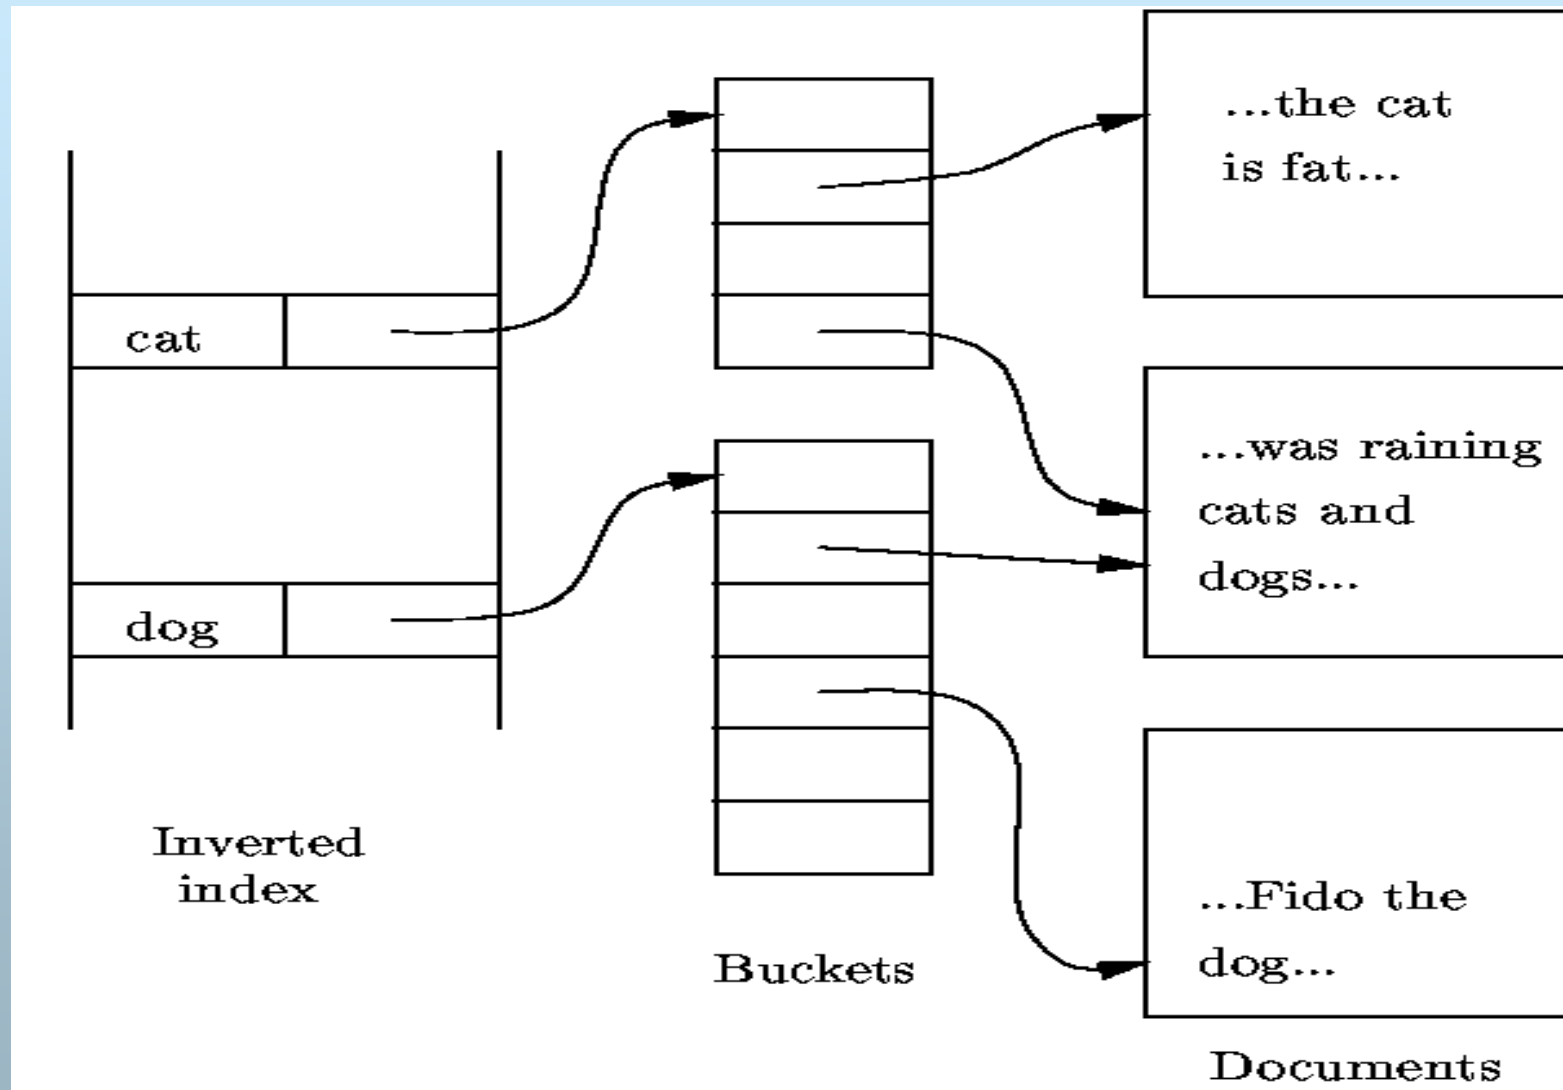 cat
dog
Inverted
index
Buckets
...the cat
is fat...
...was raining
cats and
dogs...
...Fido the
dog...
Documents